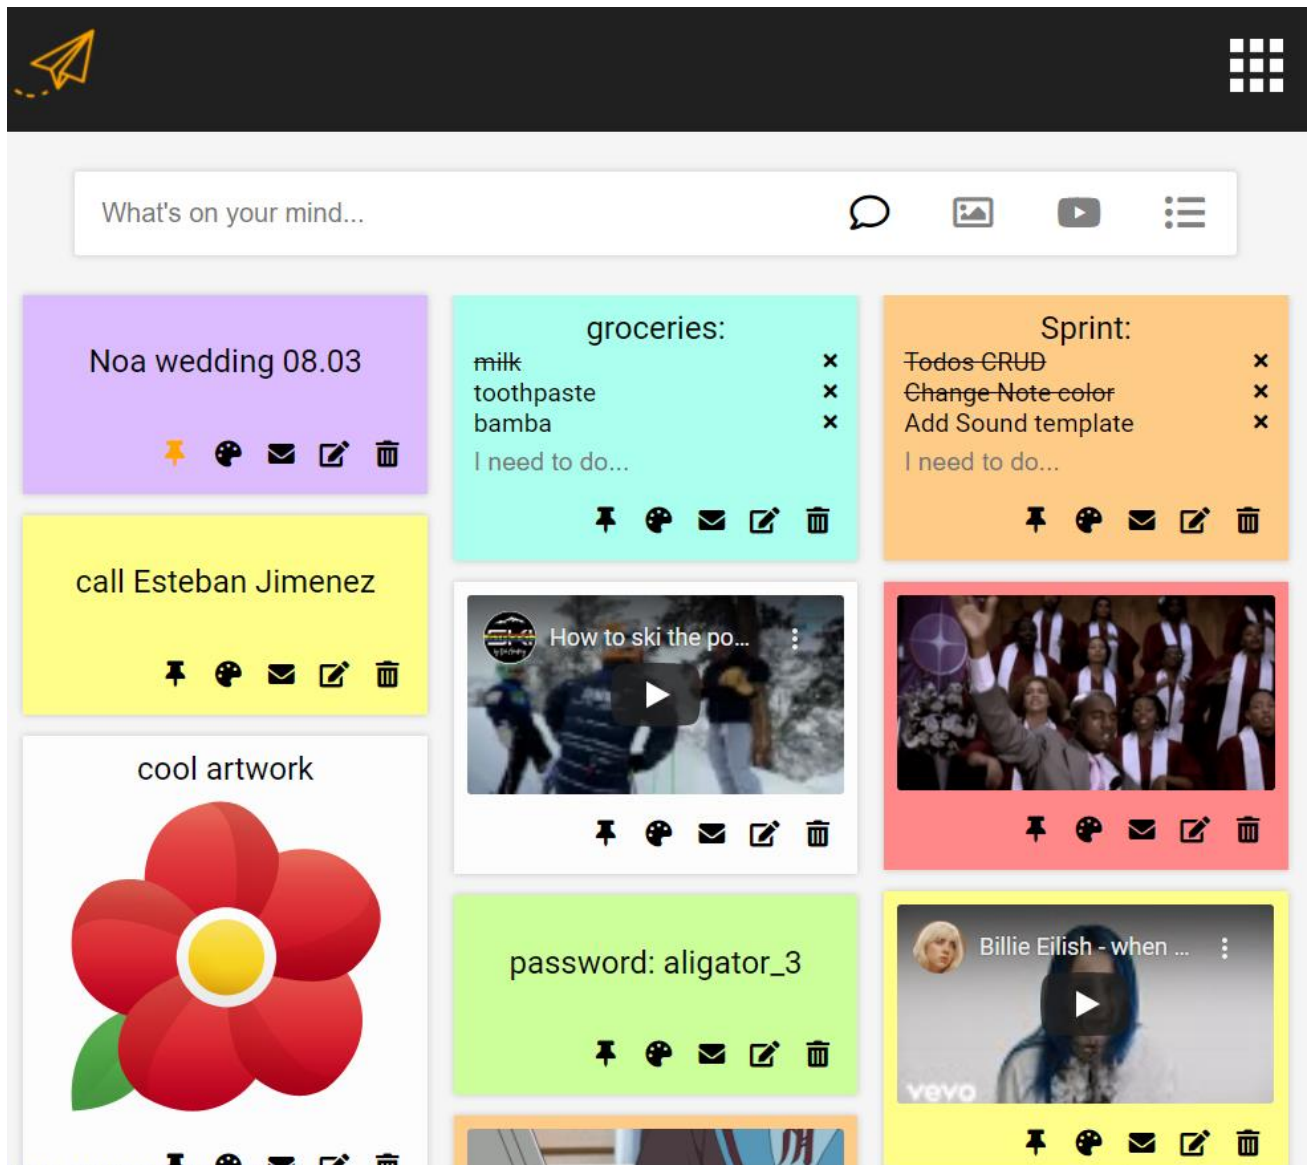 What's on your mind...
Noa wedding 08.03
call Esteban Jimenez
cool artwork
groceries:
milk
toothpaste
bamba
I need to do...
SKI
How to ski the po...
password: aligator_3
Sprint:
Todos CRUD
Change Note color
Add Sound template
I need to do...
Billie Eilish - when ...
vevo